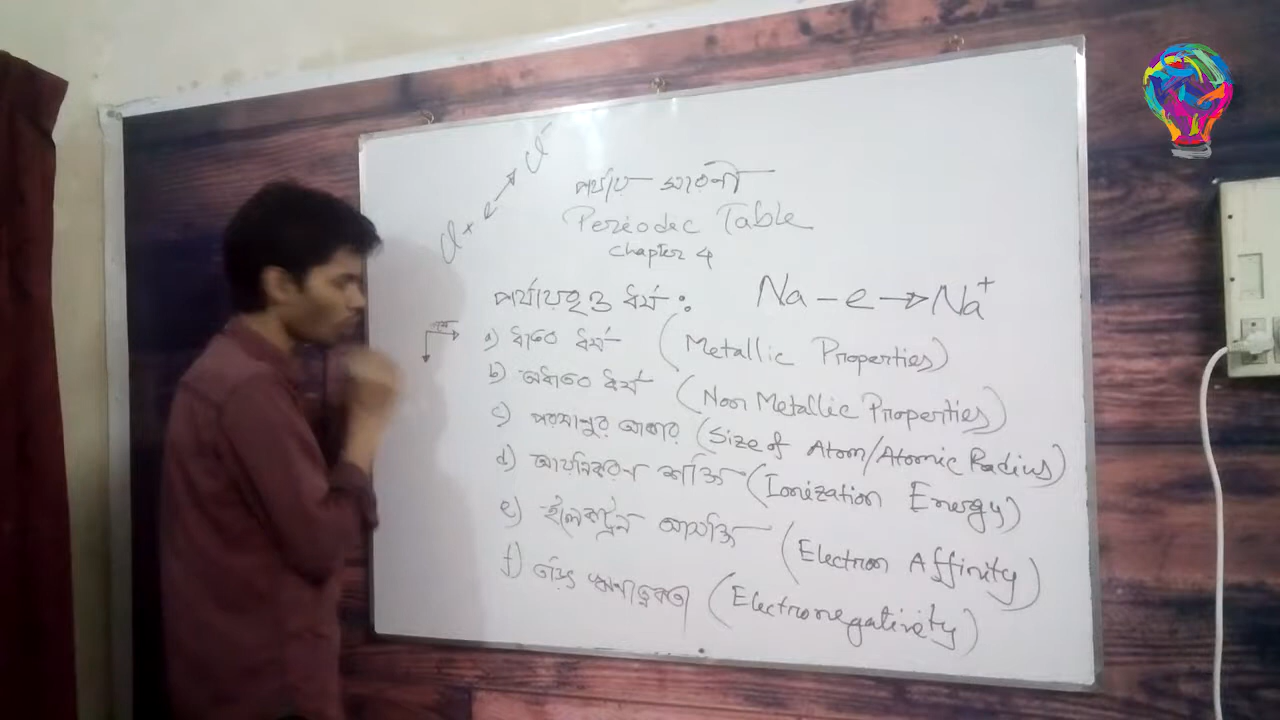 Cl + e → Cl⁻
পর্যায় সারণী
Periodic Table
Chapter 4
পর্যায়বৃত্ত ধর্ম :
Na - e → Na⁺
a) ধাতব ধর্ম (Metallic Properties)
b) অধাতব ধর্ম (Non Metallic Properties)
c) পরমাণুর আকার (Size of Atom/Atomic Radius)
d) আয়নিকরণ শক্তি (Ionization Energy)
e) ইলেকট্রন আসক্তি (Electron Affinity)
f) তড়িৎ ঋণাত্মকতা (Electronegativity)